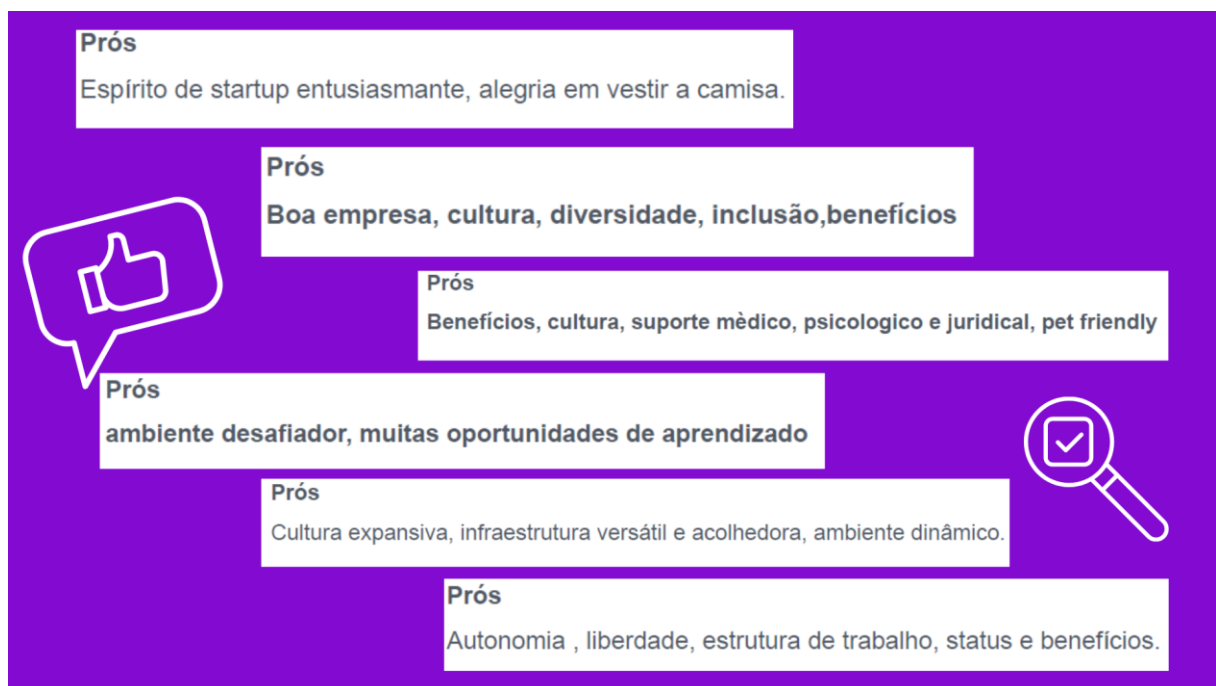 Prós
Espírito de startup entusiasmante, alegria em vestir a camisa.
Prós
Boa empresa, cultura, diversidade, inclusão,benefícios
Prós
Benefícios, cultura, suporte mèdico, psicologico e juridical, pet friendly
Prós
ambiente desafiador, muitas oportunidades de aprendizado
Prós
Cultura expansiva, infraestrutura versátil e acolhedora, ambiente dinâmico.
Prós
Autonomia , liberdade, estrutura de trabalho, status e benefícios.